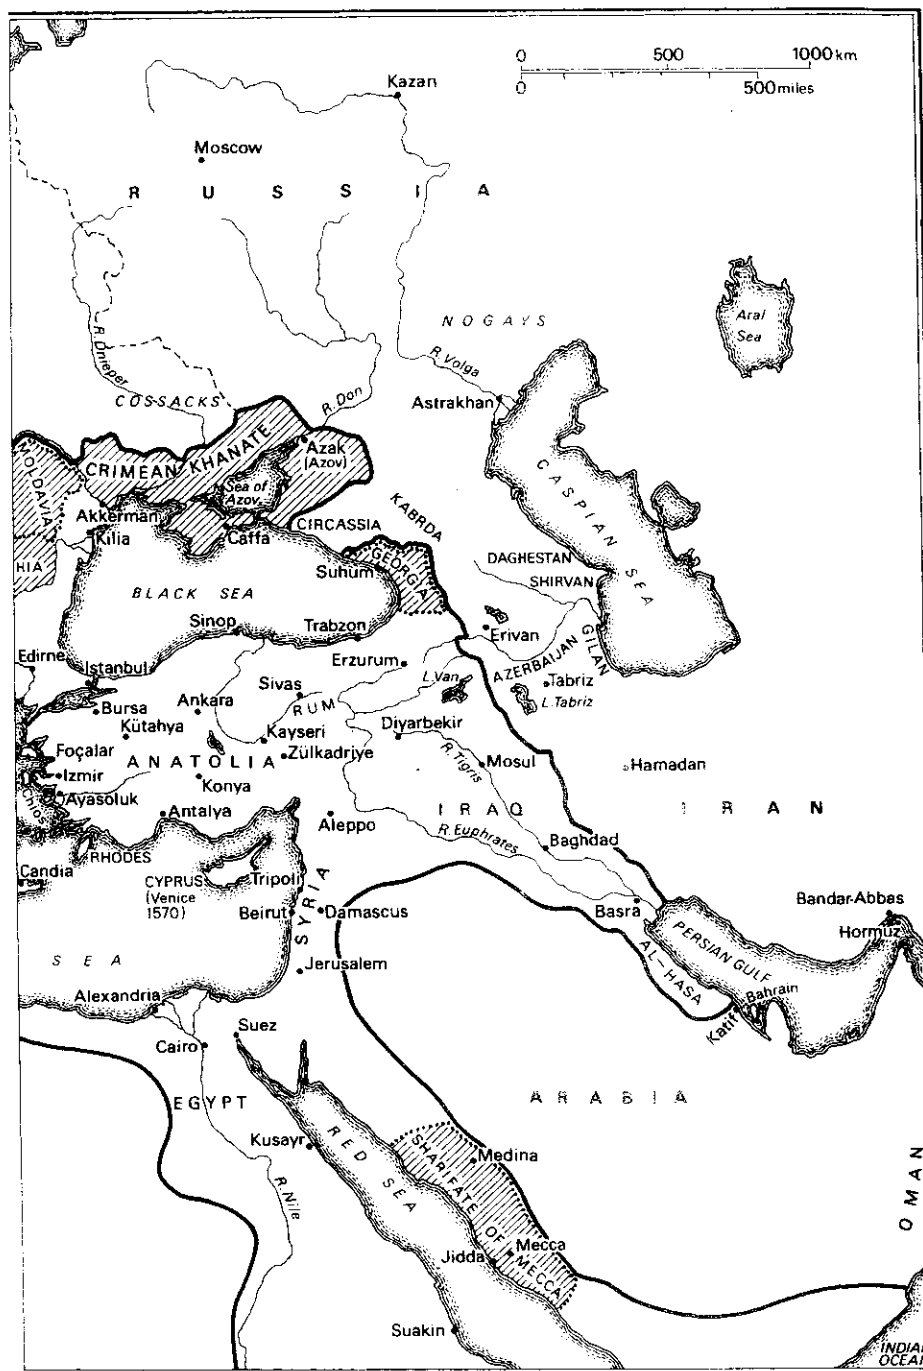 0 500 1000 km
0 500 miles
Kazan
Moscow
RUSSIA
Aral
Sea
NOGAYS
R. Dnieper
R. Volga
COSSACKS
R. Don
Astrakhan
MOLDAVIA
CRIMEAN KHANATE
Azak
(Azov)
Sea of
Azov
CASPIAN SEA
KABRDA
Akkerman
Kilia
Caffa
CIRCASSIA
HIA
GEORGIA
DAGHESTAN
Suhum
SHIRVAN
BLACK SEA
Sinop
Trabzon
Erivan
GILAN
Edirne
Istanbul
Erzurum
AZERBAIJAN
Sivas
L. Van
Tabriz
L. Tabriz
Bursa
Ankara
RUM
Kütahya
Kayseri
Diyarbekir
Foçalar
Zülkadriye
R. Tigris
Mosul
Hamadan
ANATOLIA
Izmir
Konya
Ayasoluk
IRAQ
IRAN
Chios
Antalya
Aleppo
R. Euphrates
Baghdad
RHODES
Candia
CYPRUS
(Venice
1570)
Tripoli
SYRIA
Beirut
Damascus
Basra
Bandar-Abbas
Hormuz
PERSIAN GULF
SEA
Jerusalem
AL-HASA
Alexandria
Bahrain
Katif
Suez
Cairo
EGYPT
ARABIA
Kusayr
RED SEA
Medina
SHARIFATE OF MECCA
OMAN
R. Nile
Mecca
Jidda
Suakin
INDIAN
OCEAN